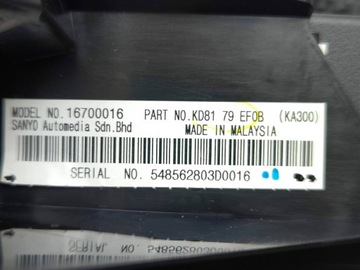 MODEL NO.16700016 PART NO.KD81 79 EF0B (KA300)
SANYO Automedia Sdn.Bhd MADE IN MALAYSIA
SERIAL NO. 548562803D0016